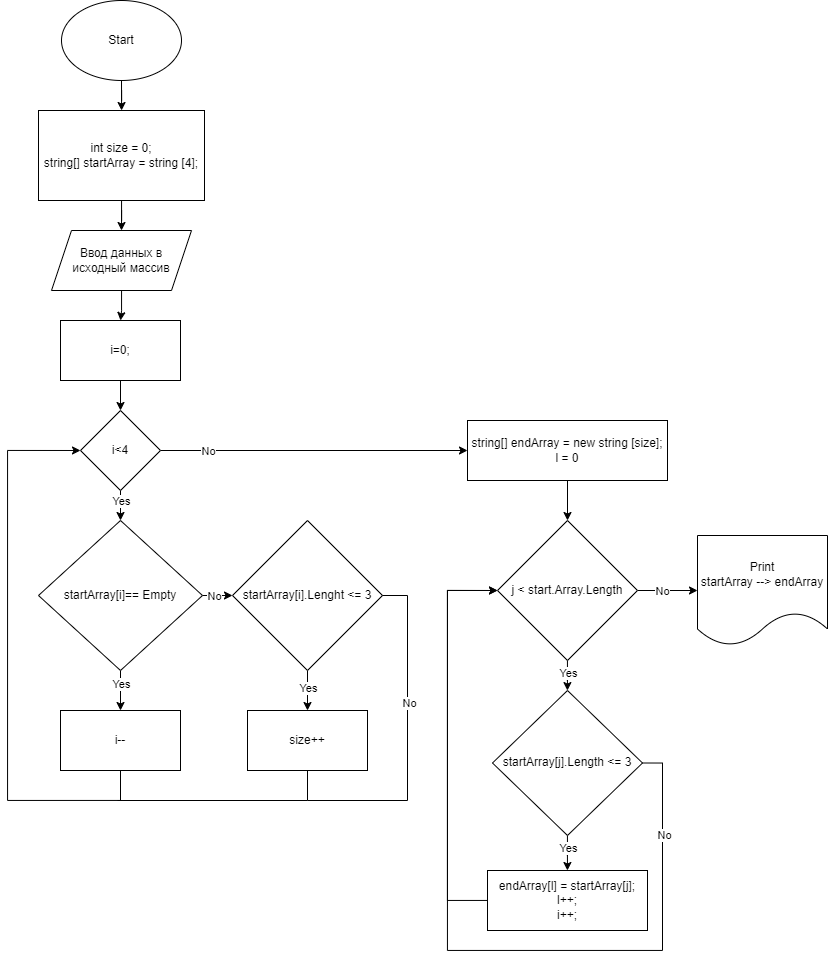 Start
int size = 0;
string[] startArray = string [4];
Ввод данных в
исходный массив
i=0;
i<4
No
Yes
startArray[i]== Empty
No
startArray[i].Lenght <= 3
Yes
i--
Yes
size++
No
string[] endArray = new string [size];
l = 0
j < start.Array.Length
No
Print
startArray --> endArray
Yes
startArray[j].Length <= 3
No
Yes
endArray[l] = startArray[j];
l++;
i++;